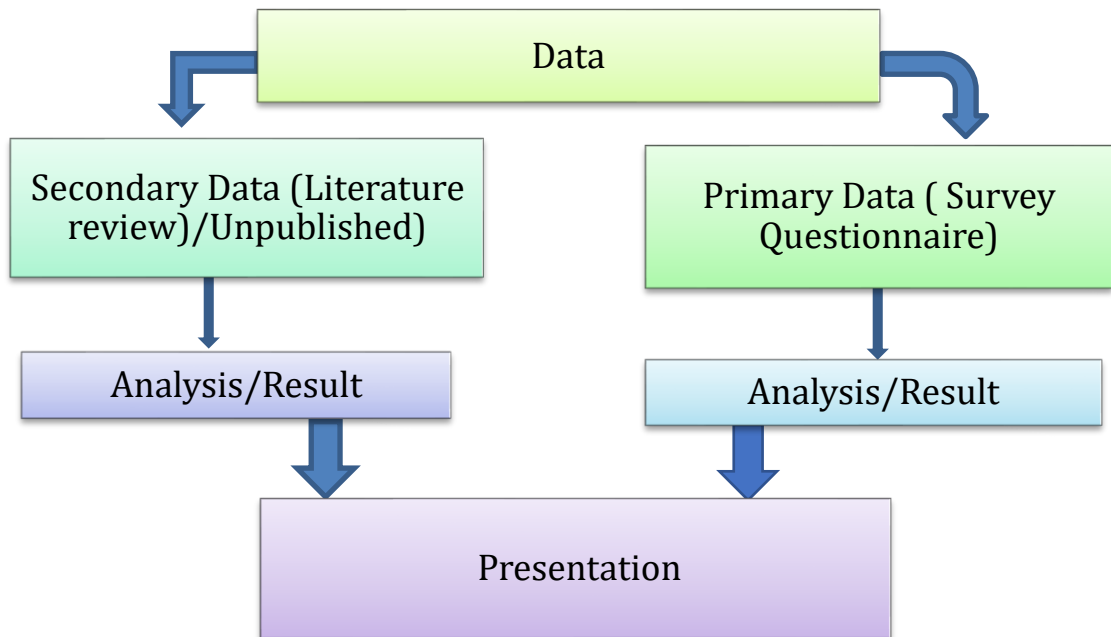 Data
Secondary Data (Literature
review)/Unpublished)
Primary Data ( Survey
Questionnaire)
Analysis/Result
Analysis/Result
Presentation